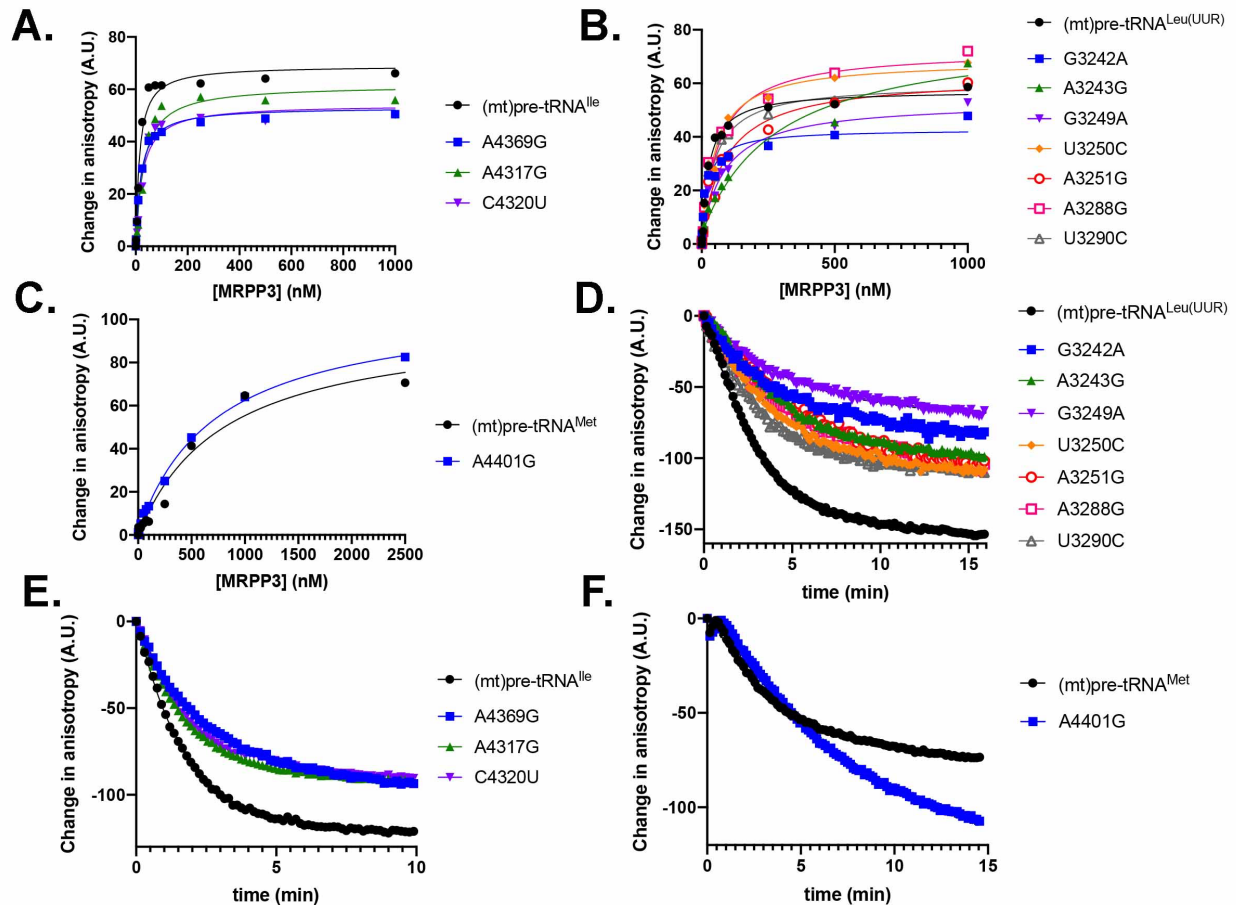 A.
Change in anisotropy (A.U.)
80
60
40
20
0
0 200 400 600 800 1000
[MRPP3] (nM)
(mt)pre-tRNA^Ile
A4369G
A4317G
C4320U
B.
Change in anisotropy (A.U.)
80
60
40
20
0
0 500 1000
[MRPP3] (nM)
(mt)pre-tRNA^Leu(UUR)
G3242A
A3243G
G3249A
U3250C
A3251G
A3288G
U3290C
C.
Change in anisotropy (A.U.)
100
80
60
40
20
0
0 500 1000 1500 2000 2500
[MRPP3] (nM)
(mt)pre-tRNA^Met
A4401G
D.
Change in anisotropy (A.U.)
0
-50
-100
-150
0 5 10 15
time (min)
(mt)pre-tRNA^Leu(UUR)
G3242A
A3243G
G3249A
U3250C
A3251G
A3288G
U3290C
E.
Change in anisotropy (A.U.)
0
-50
-100
0 5 10
time (min)
(mt)pre-tRNA^Ile
A4369G
A4317G
C4320U
F.
Change in anisotropy (A.U.)
0
-50
-100
0 5 10 15
time (min)
(mt)pre-tRNA^Met
A4401G